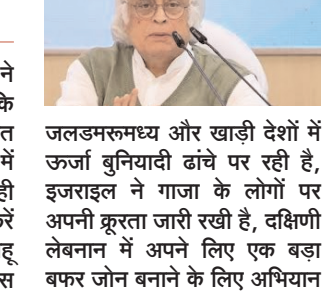 ने
कि
त
में
ही
करें
हू
स
जलडमरूमध्य और खाड़ी देशों में
ऊर्जा बुनियादी ढांचे पर रही है,
इजराइल ने गाजा के लोगों पर
अपनी क्रूरता जारी रखी है, दक्षिणी
लेबनान में अपने लिए एक बड़ा
बफर जोन बनाने के लिए अभियान